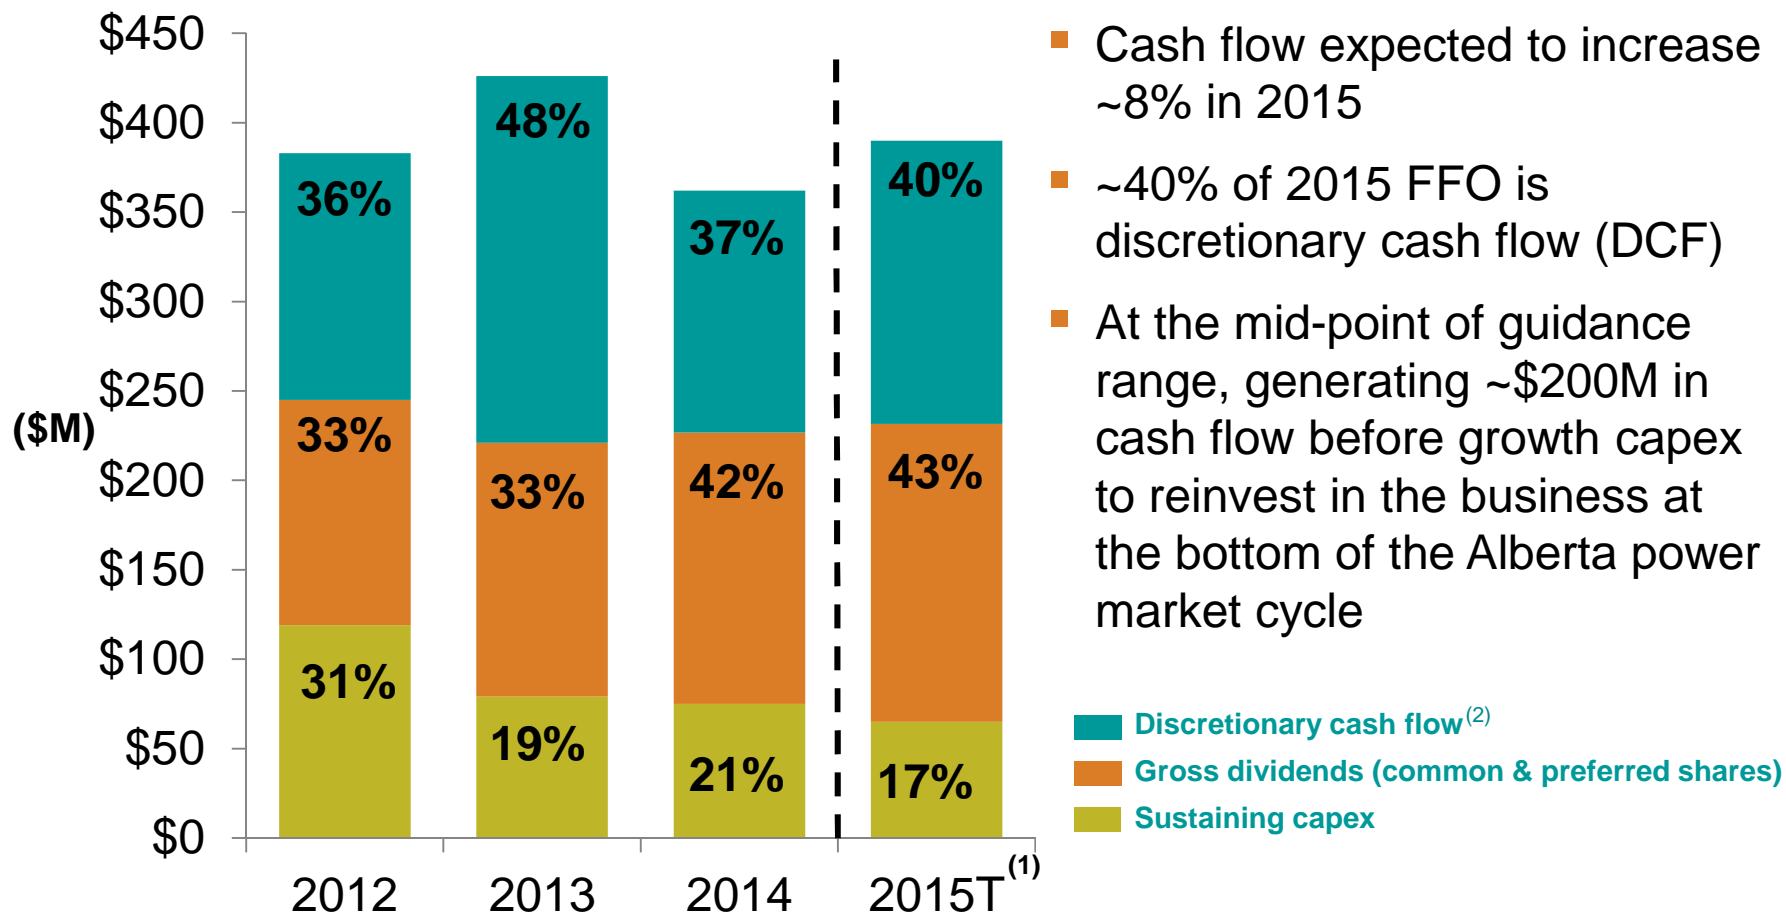 $450
$400
$350
$300
$250
$200
$150
$100
$50
$0
($M)
36%
33%
31%
48%
33%
19%
37%
42%
21%
40%
43%
17%
2012
2013
2014
2015T(1)
Cash flow expected to increase
~8% in 2015
~40% of 2015 FFO is
discretionary cash flow (DCF)
At the mid-point of guidance
range, generating ~$200M in
cash flow before growth capex
to reinvest in the business at
the bottom of the Alberta power
market cycle
Discretionary cash flow(2)
Gross dividends (common & preferred shares)
Sustaining capex